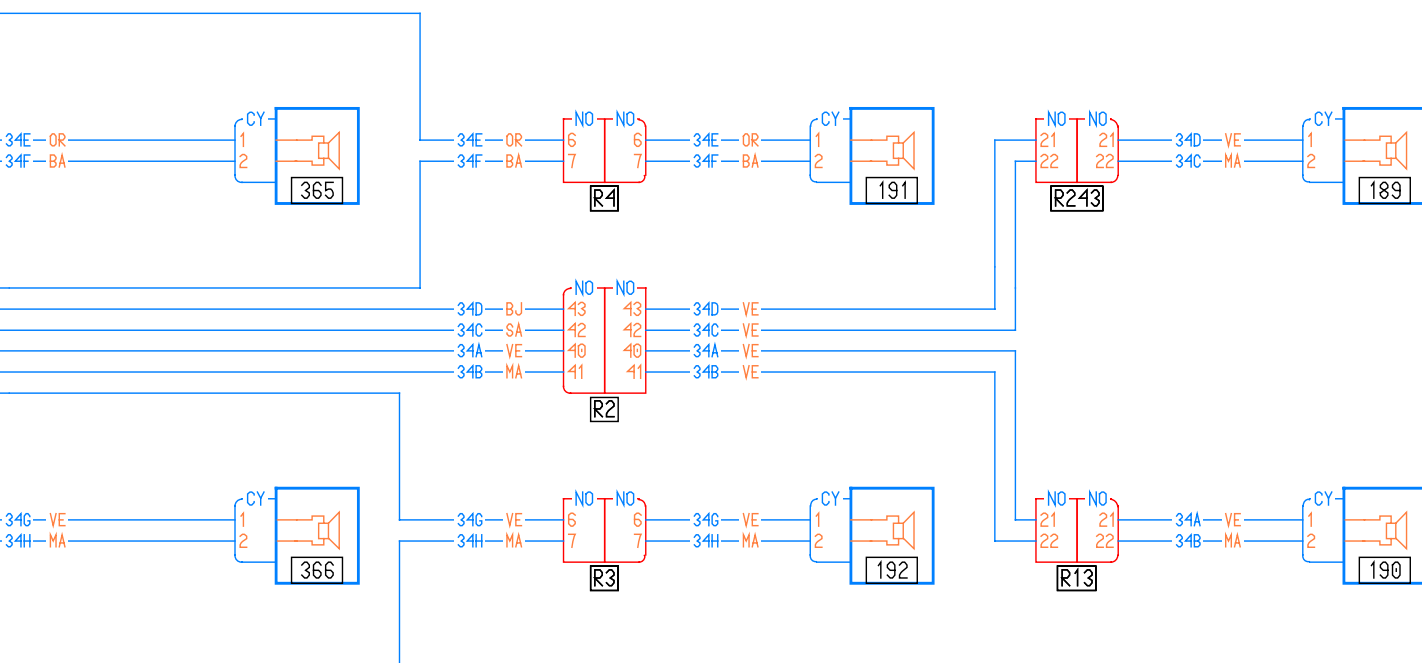 CY NO NO CY NO NO CY
34E OR 1 34E OR 6 6 34E OR 1 21 21 34D VE 1
34F BA 2 34F BA 7 7 34F BA 2 22 22 34C MA 2
365 R4 191 R243 189
NO NO
34D BJ 43 43 34D VE
34C SA 42 42 34C VE
34A VE 40 40 34A VE
34B MA 41 41 34B VE
R2
CY NO NO CY NO NO CY
34G VE 1 34G VE 6 6 34G VE 1 21 21 34A VE 1
34H MA 2 34H MA 7 7 34H MA 2 22 22 34B MA 2
366 R3 192 R13 190